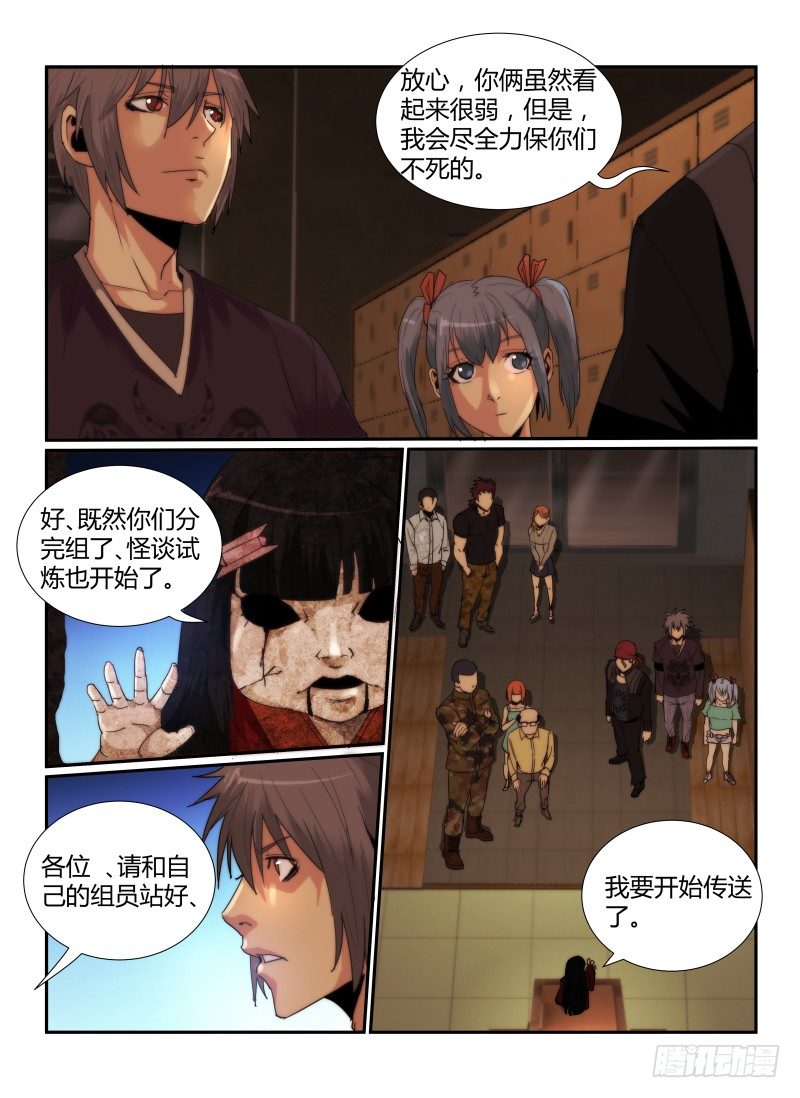 放心，你俩虽然看
起来很弱，但是，
我会尽全力保你们
不死的。
好、既然你们分
完组了、怪谈试
炼也开始了。
各位 、请和自
己的组员站好、
我要开始传送
了。
腾讯动漫